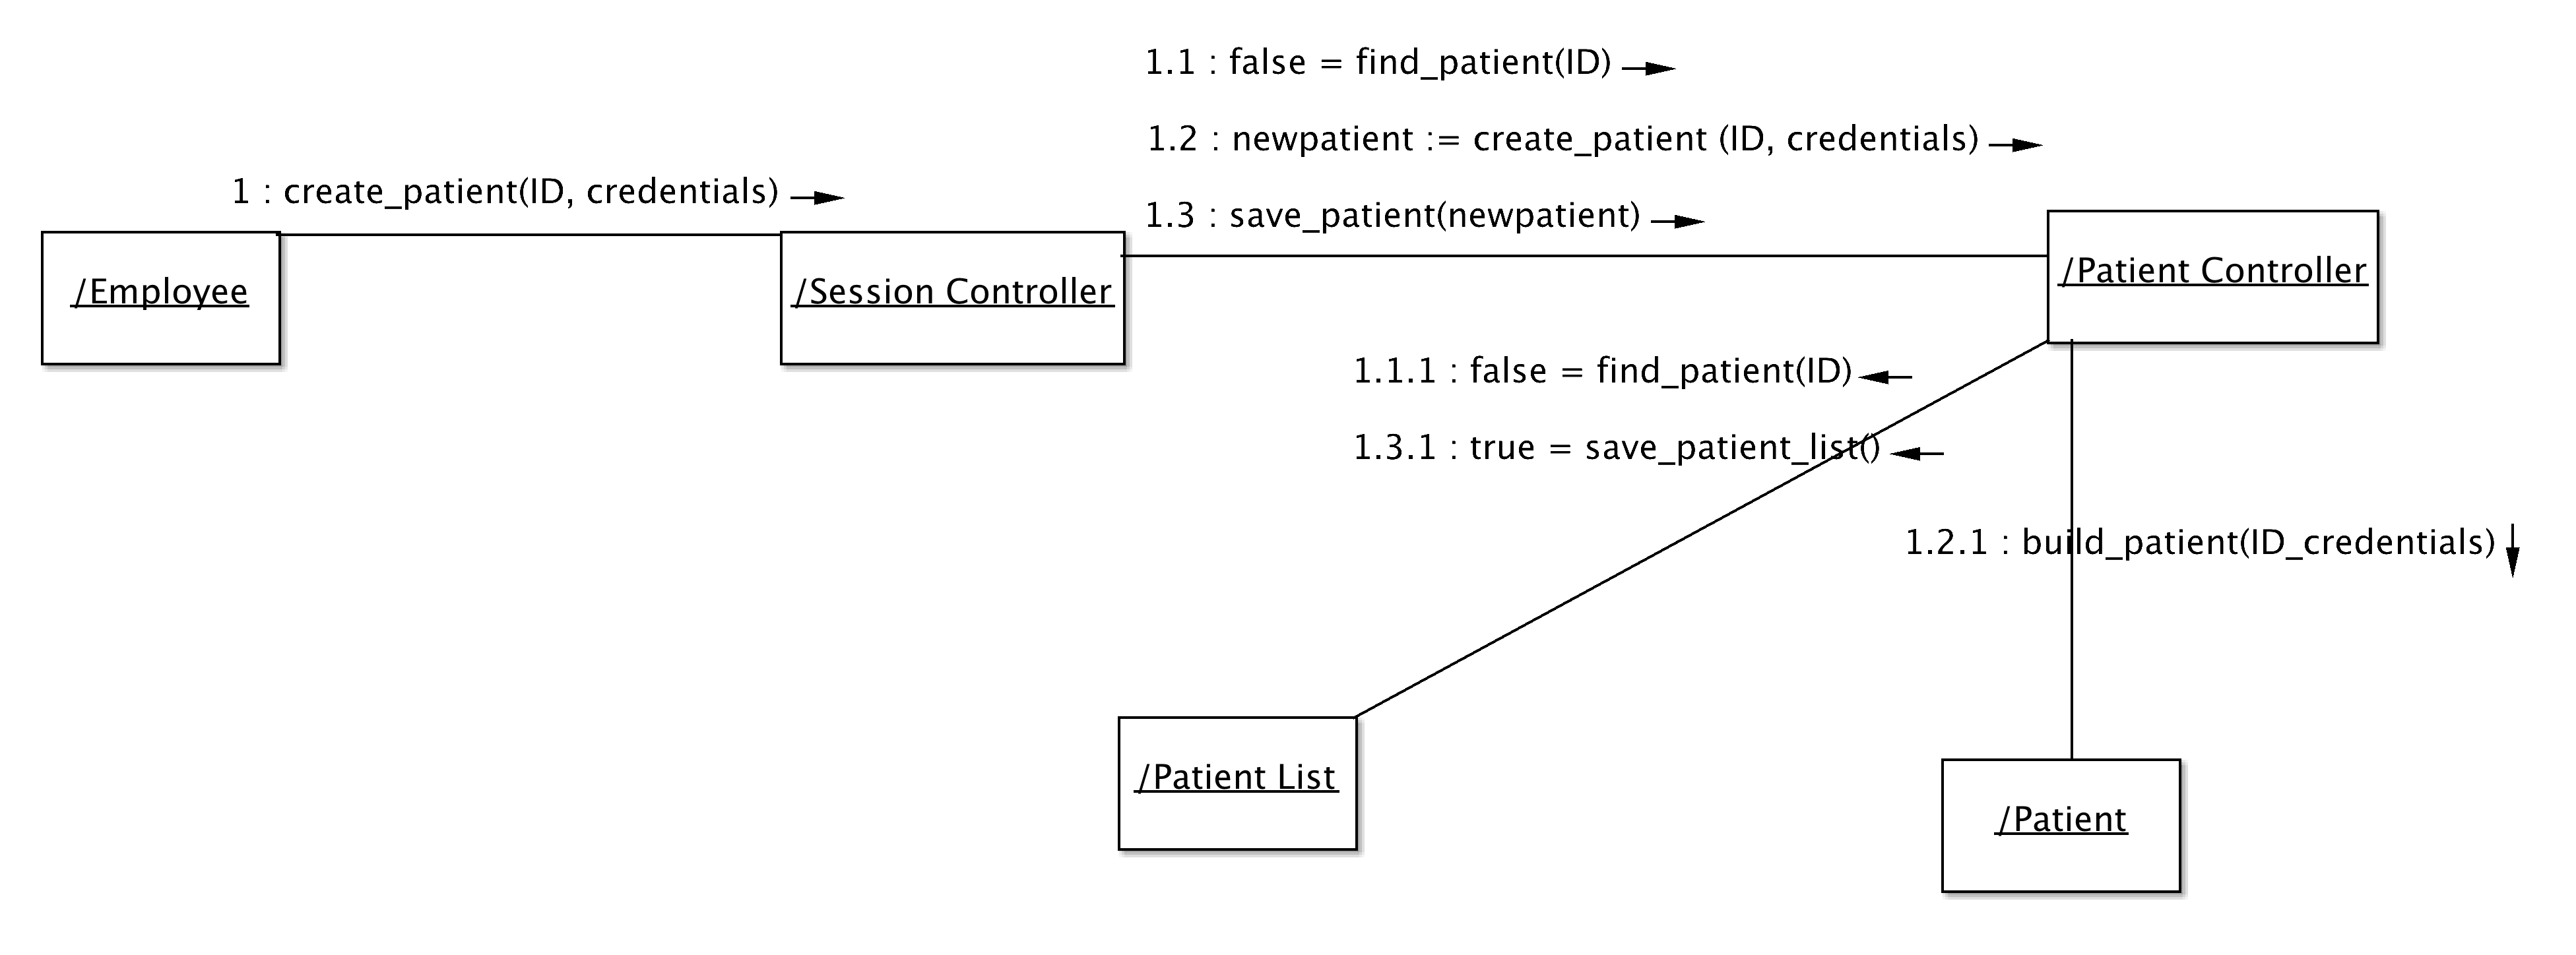 1.1 : false = find_patient(ID)
1.2 : newpatient := create_patient (ID, credentials)
1 : create_patient(ID, credentials)
1.3 : save_patient(newpatient)
/Employee
/Session Controller
/Patient Controller
1.1.1 : false = find_patient(ID)
1.3.1 : true = save_patient_list()
1.2.1 : build_patient(ID_credentials)
/Patient List
/Patient